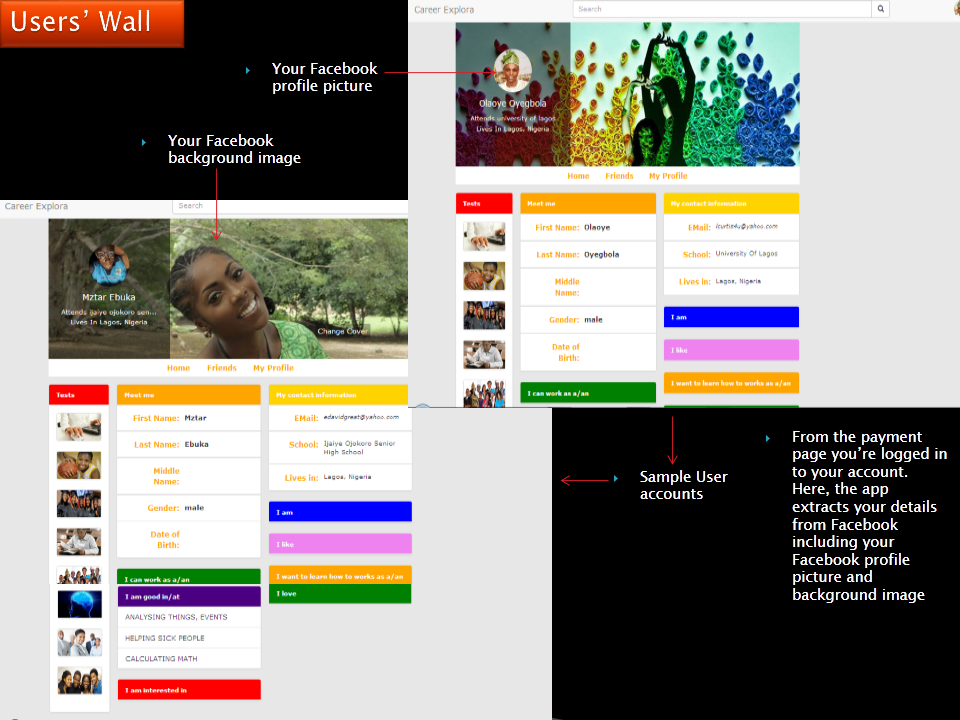 Users' Wall
Your Facebook
profile picture
Your Facebook
background image
Career Explora
Search
Olaoye Oyegbola
Attends university of lagos
Lives In Lagos, Nigeria
Home Friends My Profile
Tests
Meet me
First Name: Olaoye
Last Name: Oyegbola
Middle
Name:
Gender: male
Date of
Birth:
I can work as a/an
My contact information
EMail: lcurtis4u@yahoo.com
School: University Of Lagos
Lives in: Lagos, Nigeria
I am
I like
I want to learn how to works as a/an
Career Explora
Search
Mztar Ebuka
Attends ijaiye ojokoro sen...
Lives In Lagos, Nigeria
Change Cover
Home Friends My Profile
Tests
Meet me
First Name: Mztar
Last Name: Ebuka
Middle
Name:
Gender: male
Date of
Birth:
I can work as a/an
I am good in/at
ANALYSING THINGS, EVENTS
HELPING SICK PEOPLE
CALCULATING MATH
I am interested in
My contact information
EMail: edavidgreat@yahoo.com
School: Ijaiye Ojokoro Senior
High School
Lives in: Lagos, Nigeria
I am
I like
I want to learn how to works as a/an
I love
Sample User
accounts
From the payment
page you're logged in
to your account.
Here, the app
extracts your details
from Facebook
including your
Facebook profile
picture and
background image